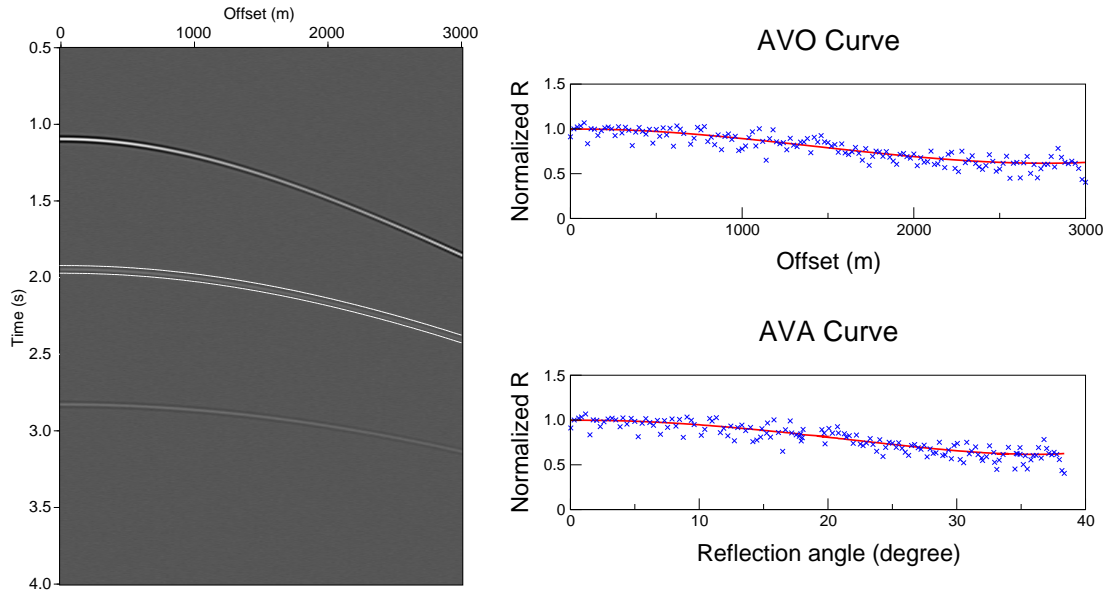 Offset (m)
0 1000 2000 3000
0.5
1.0
1.5
2.0
2.5
3.0
3.5
4.0
Time (s)
AVO Curve
Normalized R
1.5
1.0
0.5
0
0 1000 2000 3000
Offset (m)
AVA Curve
Normalized R
1.5
1.0
0.5
0
0 10 20 30 40
Reflection angle (degree)